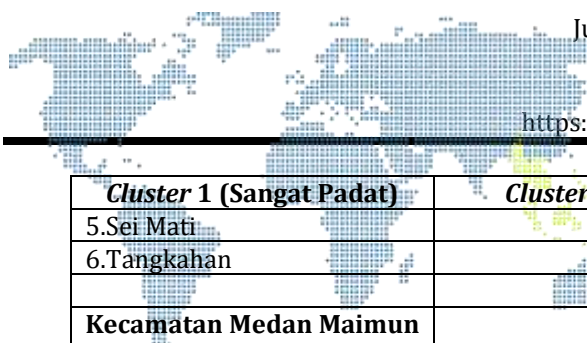 Ju
https:
Cluster 1 (Sangat Padat) Cluster
5.Sei Mati
6.Tangkahan
Kecamatan Medan Maimun